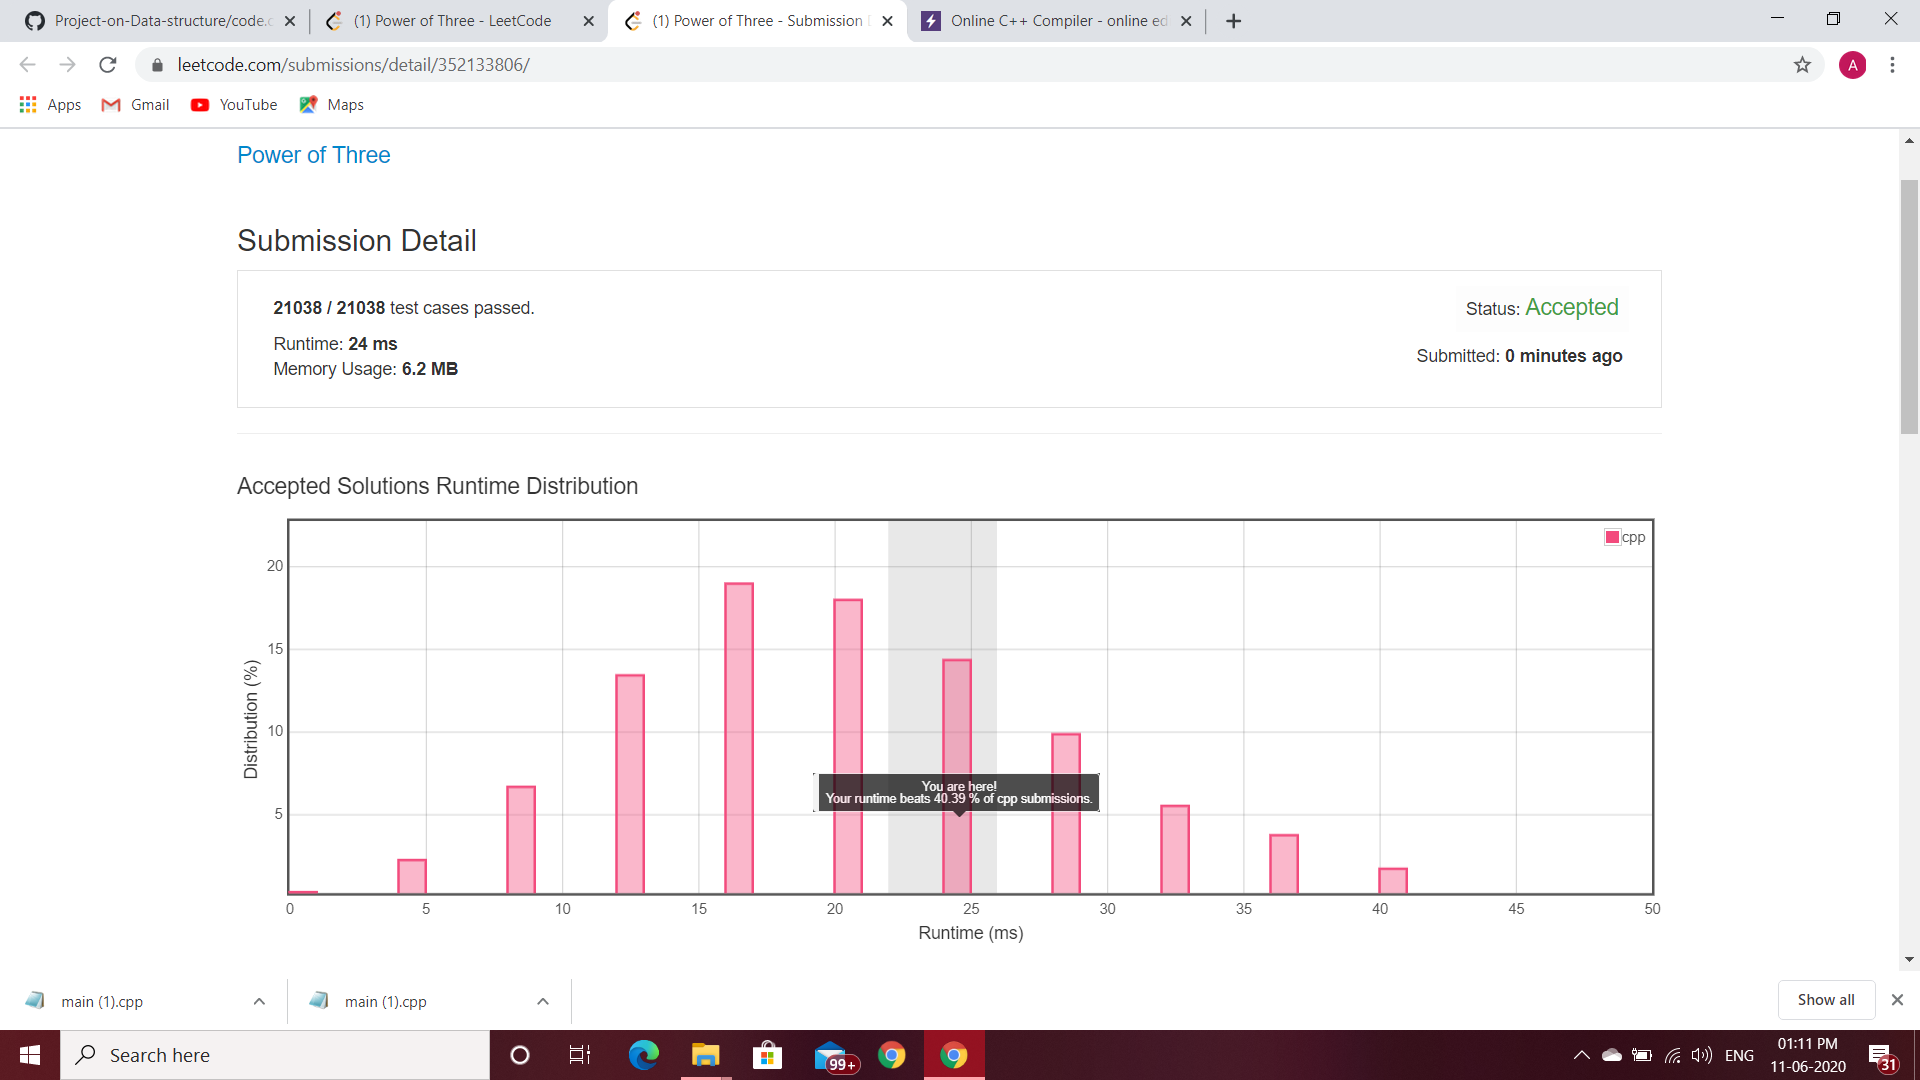 Project-on-Data-structure/code.c
(1) Power of Three - LeetCode
(1) Power of Three - Submission D
Online C++ Compiler - online edi
leetcode.com/submissions/detail/352133806/
A
Apps
Gmail
YouTube
Maps
Power of Three
Submission Detail
21038 / 21038 test cases passed.
Status: Accepted
Runtime: 24 ms
Submitted: 0 minutes ago
Memory Usage: 6.2 MB
Accepted Solutions Runtime Distribution
cpp
20
15
10
5
Distribution (%)
You are here!
Your runtime beats 40.39 % of cpp submissions.
0 5 10 15 20 25 30 35 40 45 50
Runtime (ms)
main (1).cpp
main (1).cpp
Show all
Search here
99+
ENG
01:11 PM
11-06-2020
31